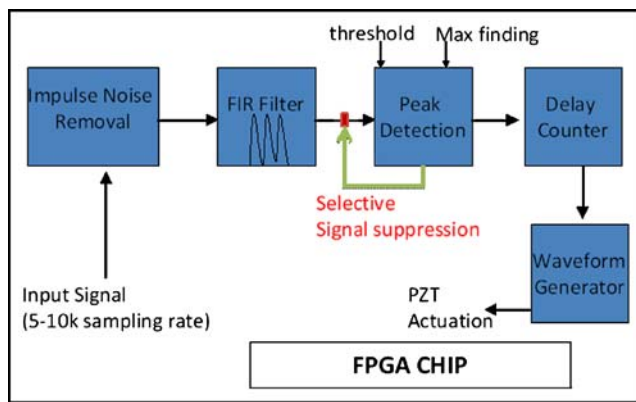 threshold
Max finding
Impulse Noise
Removal
FIR Filter
Peak
Detection
Delay
Counter
Selective
Signal suppression
Input Signal
(5-10k sampling rate)
PZT
Actuation
Waveform
Generator
FPGA CHIP